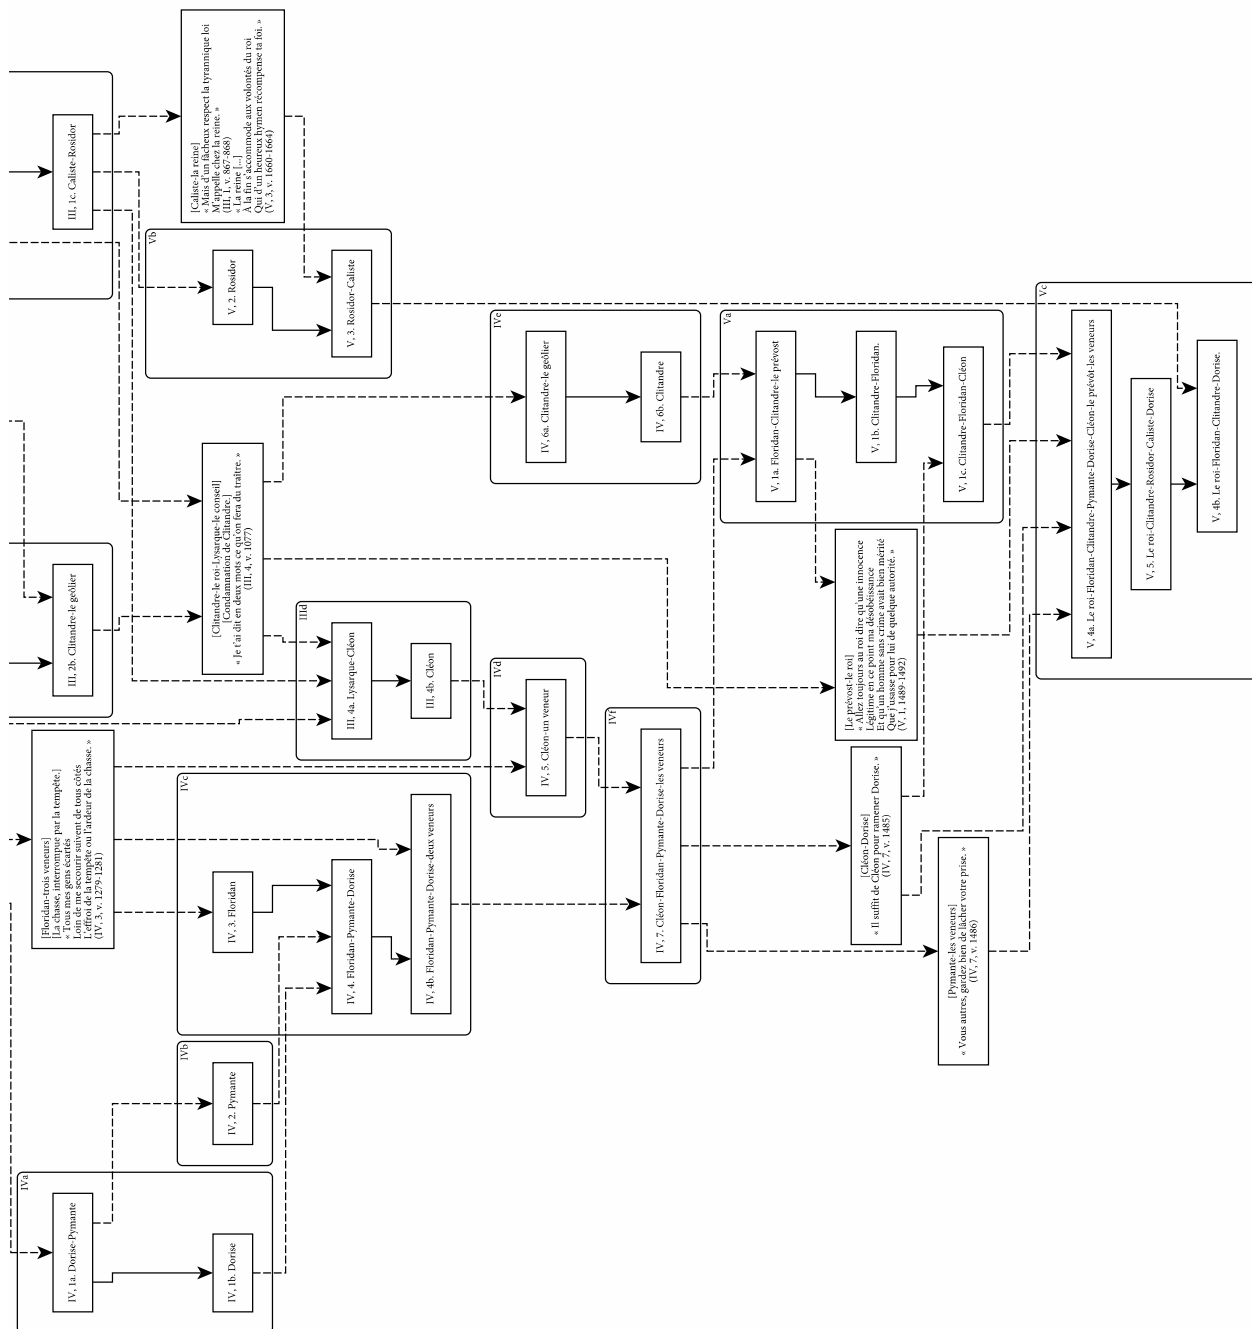 III, 1c. Caliste-Rosidor
[Caliste-la reine]
« Mais d'un fâcheux respect la tyrannique loi
M'appelle chez la reine. »
(III, 1, v. 867-868)
« La reine [...]
À la fin s'accommode aux volontés du roi
Qui d'un heureux hymen récompense ta foi. »
(V, 3, v. 1660-1664)
Vb
V, 2. Rosidor
V, 3. Rosidor-Caliste
III, 2b. Clitandre-le geôlier
[Clitandre-le roi-Lysarque-le conseil]
[Condamnation de Clitandre.]
« Je t'ai dit en deux mots ce qu'on fera du traître. »
(III, 4, v. 1077)
IIId
III, 4a. Lysarque-Cléon
III, 4b. Cléon
IVe
IV, 6a. Clitandre-le geôlier
IV, 6b. Clitandre
Va
V, 1a. Floridan-Clitandre-le prévost
V, 1b. Clitandre-Floridan.
V, 1c. Clitandre-Floridan-Cléon
Vc
V, 4a. Le roi-Floridan-Clitandre-Pymante-Dorise-Cléon-le prévôt-les veneurs
V, 5. Le roi-Clitandre-Rosidor-Caliste-Dorise
V, 4b. Le roi-Floridan-Clitandre-Dorise.
[Floridan-trois veneurs]
[La chasse, interrompue par la tempête.]
« Tous mes gens écartés
Loin de me secourir suivent de tous côtés
L'effroi de la tempête ou l'ardeur de la chasse. »
(IV, 3, v. 1279-1281)
IVd
IV, 5. Cléon-un veneur
IVc
IV, 3. Floridan
IV, 4. Floridan-Pymante-Dorise
IV, 4b. Floridan-Pymante-Dorise-deux veneurs
IVf
IV, 7. Cléon-Floridan-Pymante-Dorise-les veneurs
[Le prévost-le roi]
« Allez toujours au roi dire qu'une innocence
Légitime en ce point ma désobéissance
Et qu'un homme sans crime avait bien mérité
Que j'usasse pour lui de quelque autorité. »
(V, 1, 1489-1492)
[Cléon-Dorise]
« Il suffit de Cléon pour ramener Dorise. »
(IV, 7, v. 1485)
[Pymante-les veneurs]
« Vous autres, gardez bien de lâcher votre prise. »
(IV, 7, v. 1486)
IVb
IV, 2. Pymante
IVa
IV, 1a. Dorise-Pymante
IV, 1b. Dorise